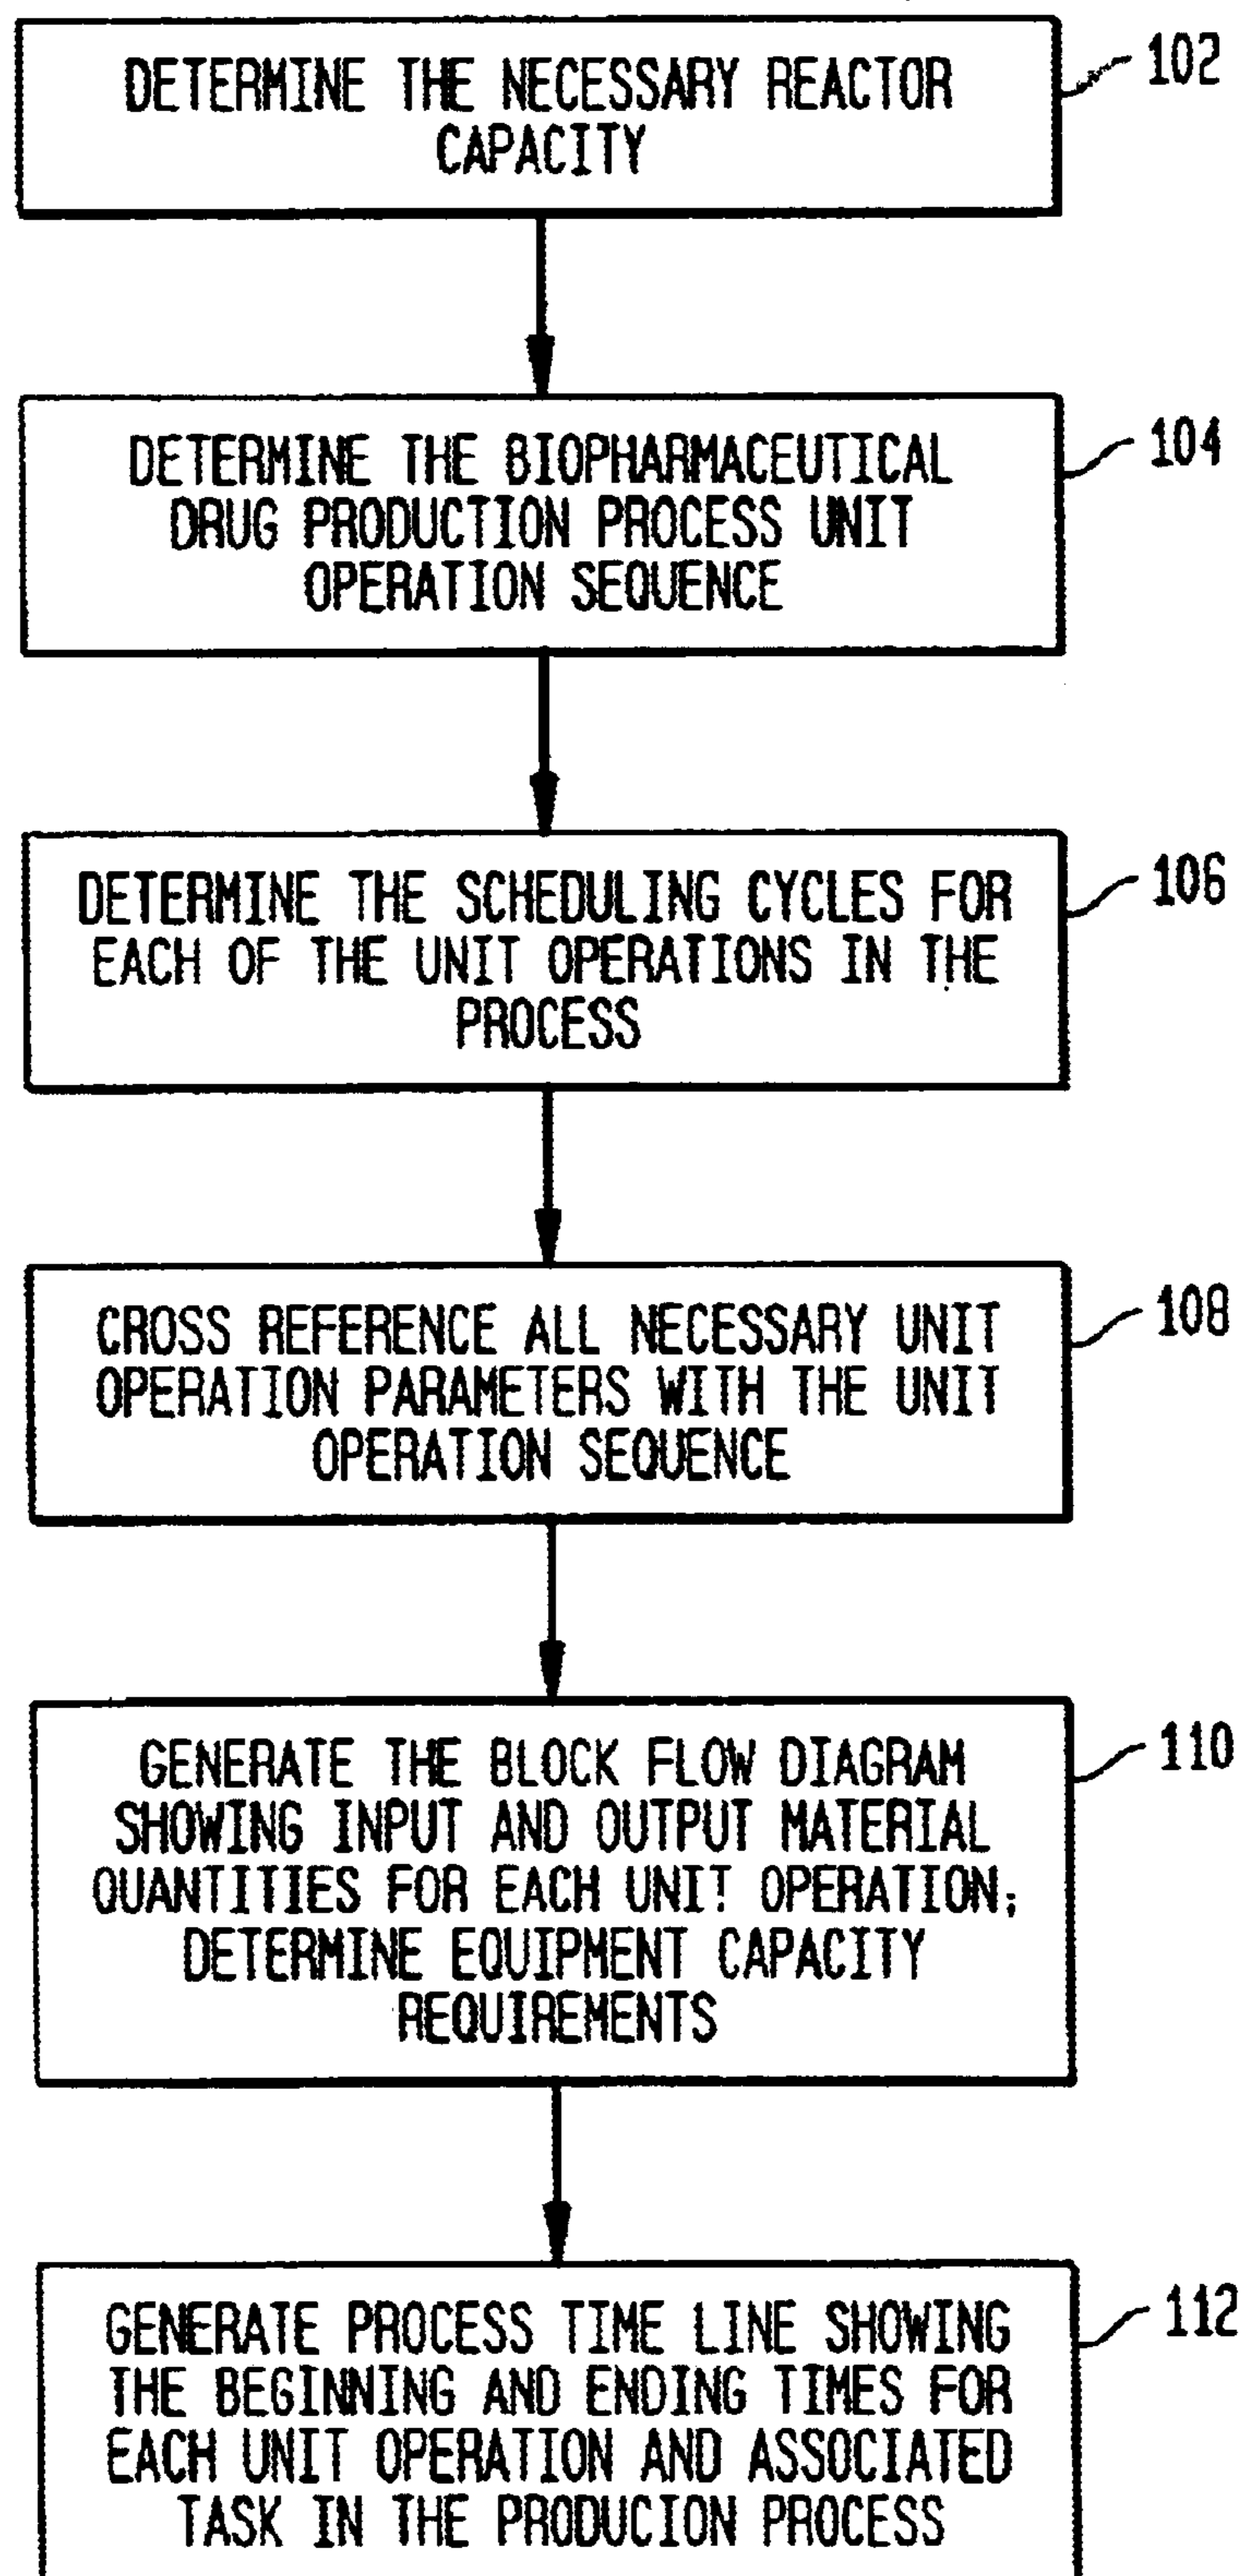 DETERMINE THE NECESSARY REACTOR
CAPACITY
102
DETERMINE THE BIOPHARMACEUTICAL
DRUG PRODUCTION PROCESS UNIT
OPERATION SEQUENCE
104
DETERMINE THE SCHEDULING CYCLES FOR
EACH OF THE UNIT OPERATIONS IN THE
PROCESS
106
CROSS REFERENCE ALL NECESSARY UNIT
OPERATION PARAMETERS WITH THE UNIT
OPERATION SEQUENCE
108
GENERATE THE BLOCK FLOW DIAGRAM
SHOWING INPUT AND OUTPUT MATERIAL
QUANTITIES FOR EACH UNIT OPERATION;
DETERMINE EQUIPMENT CAPACITY
REQUIREMENTS
110
GENERATE PROCESS TIME LINE SHOWING
THE BEGINNING AND ENDING TIMES FOR
EACH UNIT OPERATION AND ASSOCIATED
TASK IN THE PRODUCION PROCESS
112